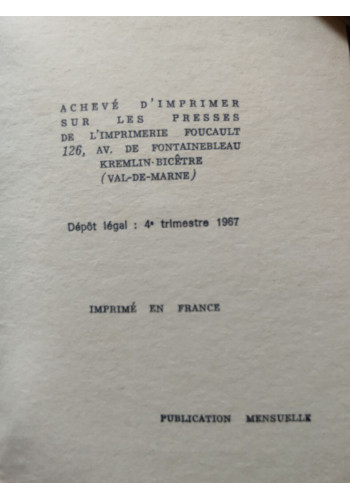 ACHEVÉ D'IMPRIMER
SUR LES PRESSES
DE L'IMPRIMERIE FOUCAULT
126, AV. DE FONTAINEBLEAU
KREMLIN-BICÊTRE
(VAL-DE-MARNE)
Dépôt légal : 4e trimestre 1967
IMPRIMÉ EN FRANCE
PUBLICATION MENSUELLE